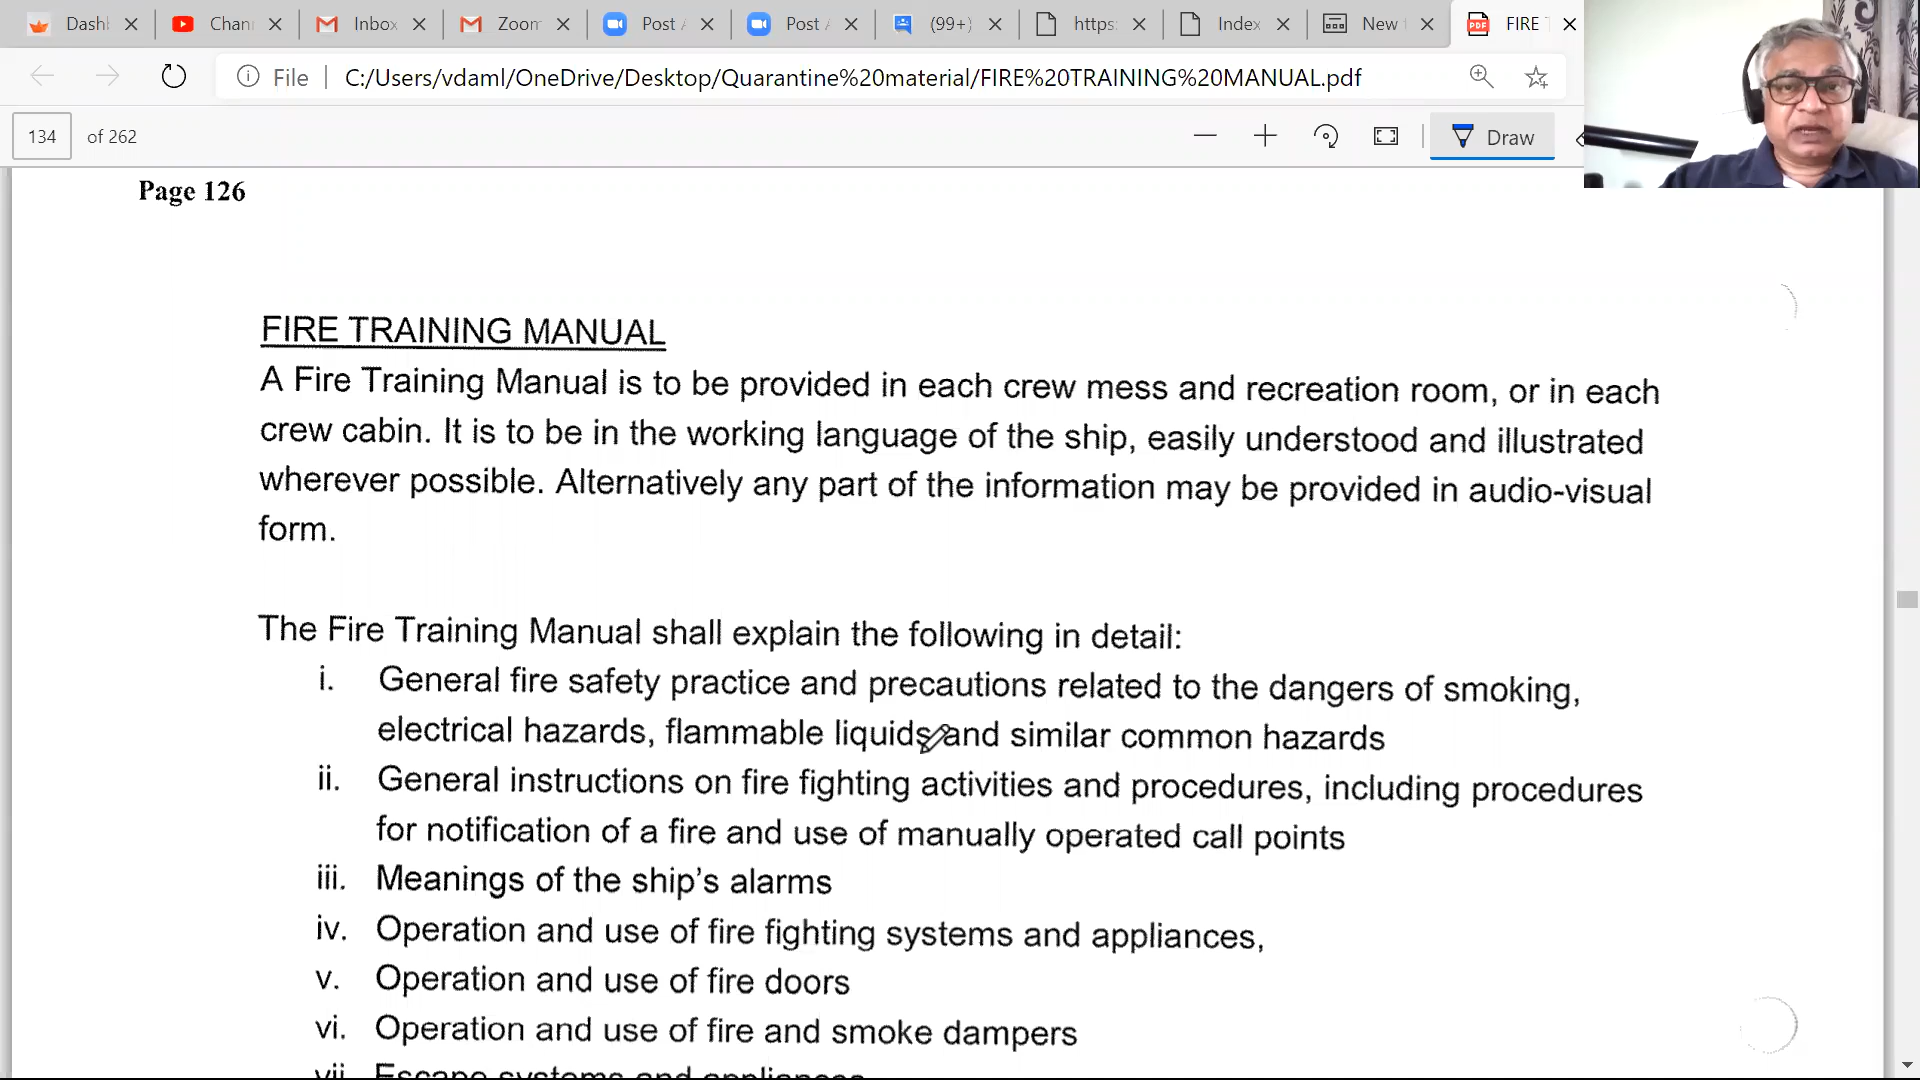 Dash
Chan
Inbox
Zoom
Post
Post
(99+)
https:
Index
New
FIRE
File
C:/Users/vdaml/OneDrive/Desktop/Quarantine%20material/FIRE%20TRAINING%20MANUAL.pdf
134 of 262
Draw
Page 126
FIRE TRAINING MANUAL
A Fire Training Manual is to be provided in each crew mess and recreation room, or in each
crew cabin. It is to be in the working language of the ship, easily understood and illustrated
wherever possible. Alternatively any part of the information may be provided in audio-visual
form.
The Fire Training Manual shall explain the following in detail:
i. General fire safety practice and precautions related to the dangers of smoking,
electrical hazards, flammable liquids and similar common hazards
ii. General instructions on fire fighting activities and procedures, including procedures
for notification of a fire and use of manually operated call points
iii. Meanings of the ship's alarms
iv. Operation and use of fire fighting systems and appliances,
v. Operation and use of fire doors
vi. Operation and use of fire and smoke dampers
vii. Escape systems and appliances